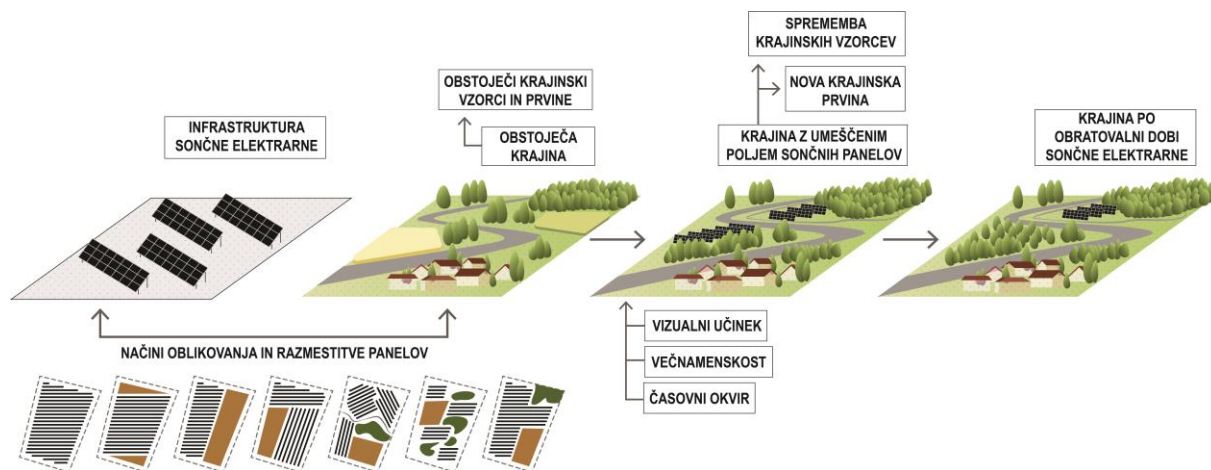 INFRASTRUKTURA
SONČNE ELEKTRARNE
OBSTOJEČI KRAJINSKI
VZORCI IN PRVINE
OBSTOJEČA
KRAJINA
SPREMEMBA
KRAJINSKIH VZORCEV
NOVA KRAJINSKA
PRVINA
KRAJINA Z UMEŠČENIM
POLJEM SONČNIH PANELOV
KRAJINA PO
OBRATOVALNI DOBI
SONČNE ELEKTRARNE
NAČINI OBLIKOVANJA IN RAZMESTITVE PANELOV
VIZUALNI UČINEK
VEČNAMENSKOST
ČASOVNI OKVIR